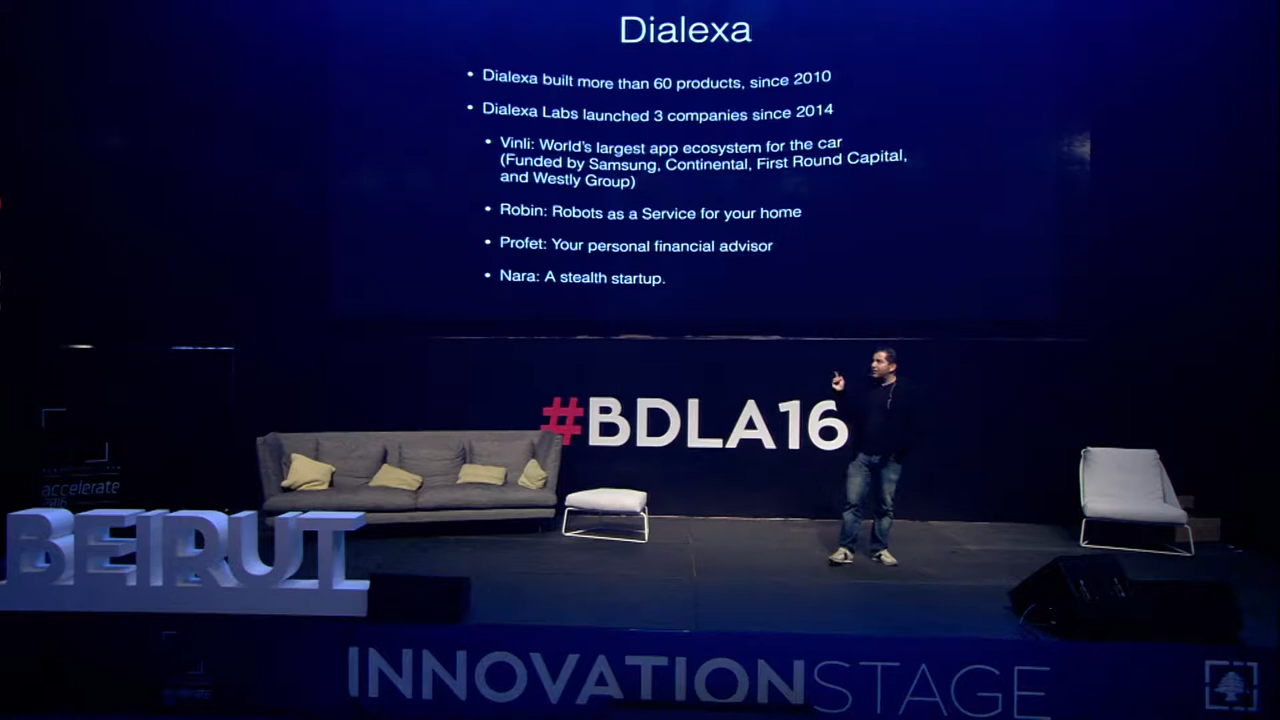 Dialexa
• Dialexa built more than 60 products, since 2010
• Dialexa Labs launched 3 companies since 2014
• Vinli: World's largest app ecosystem for the car
(Funded by Samsung, Continental, First Round Capital,
and Westly Group)
• Robin: Robots as a Service for your home
• Profet: Your personal financial advisor
• Nara: A stealth startup.
#BDLA16
accelerate
BEIRUT
INNOVATIONSTAGE